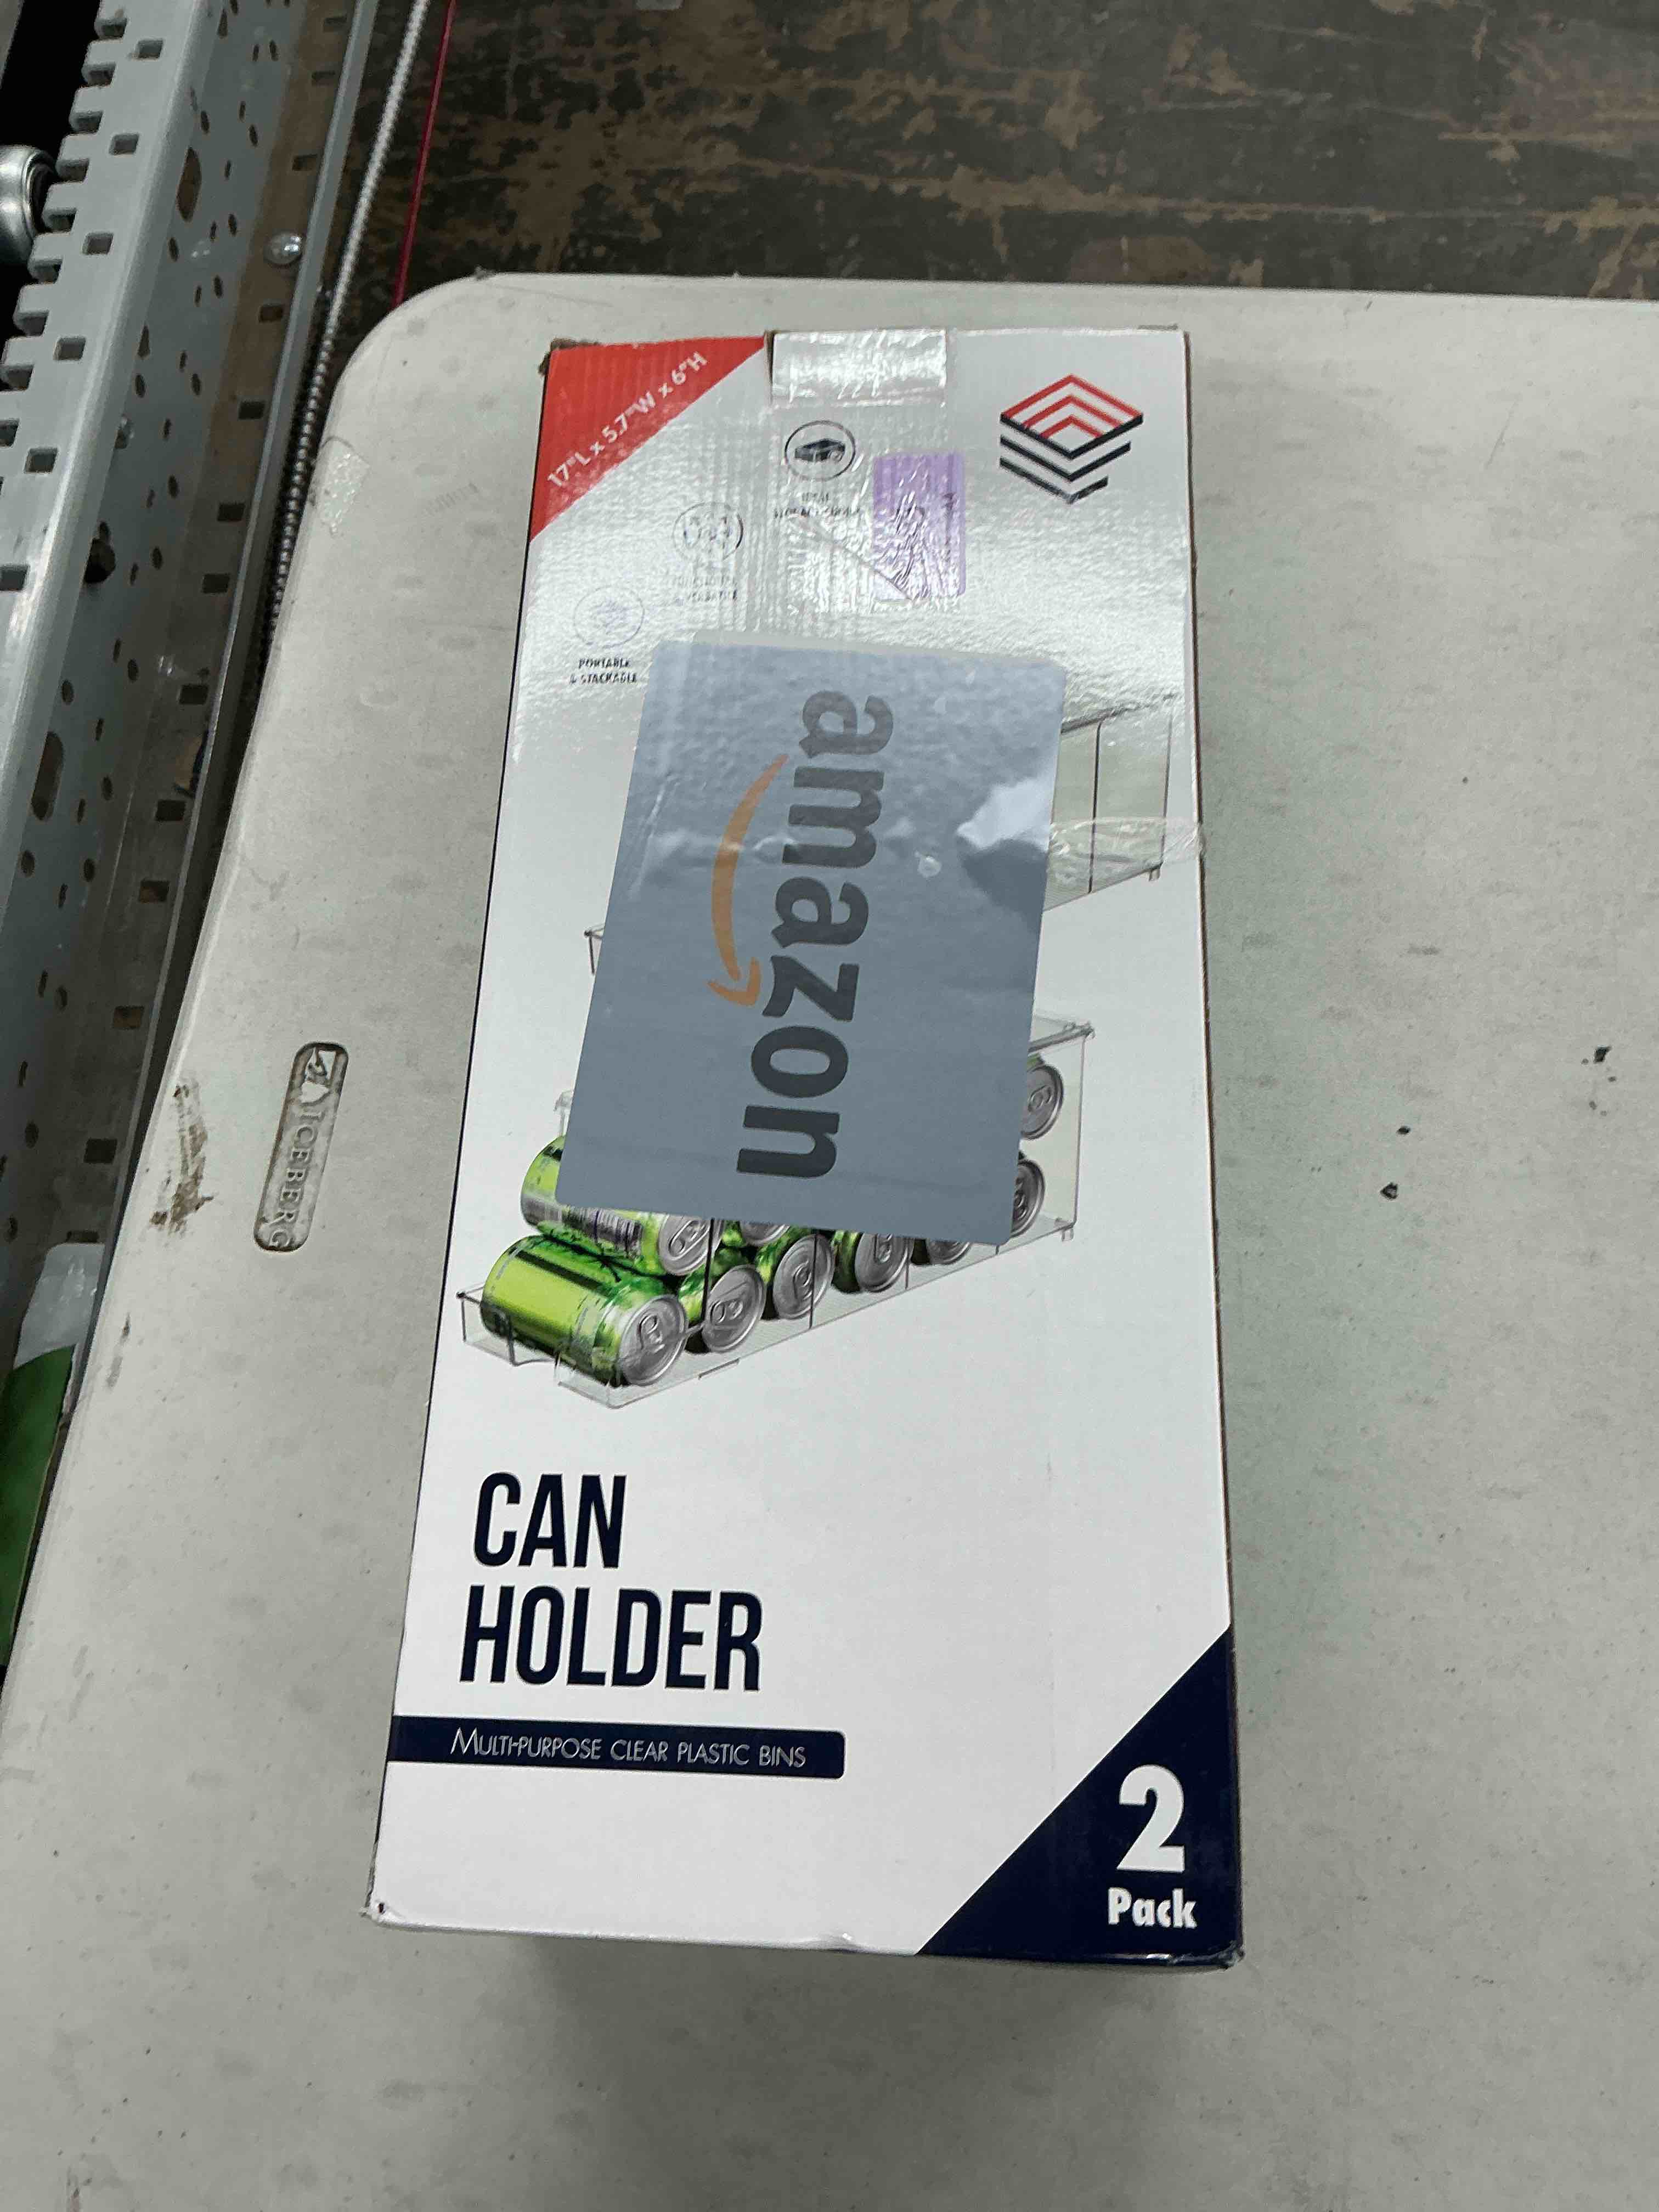 17"L x 5.7"W x 6"H
PORTABLE
& STACKABLE
amazon
ICEBERG
CAN
HOLDER
MULTI-PURPOSE CLEAR PLASTIC BINS
2
Pack